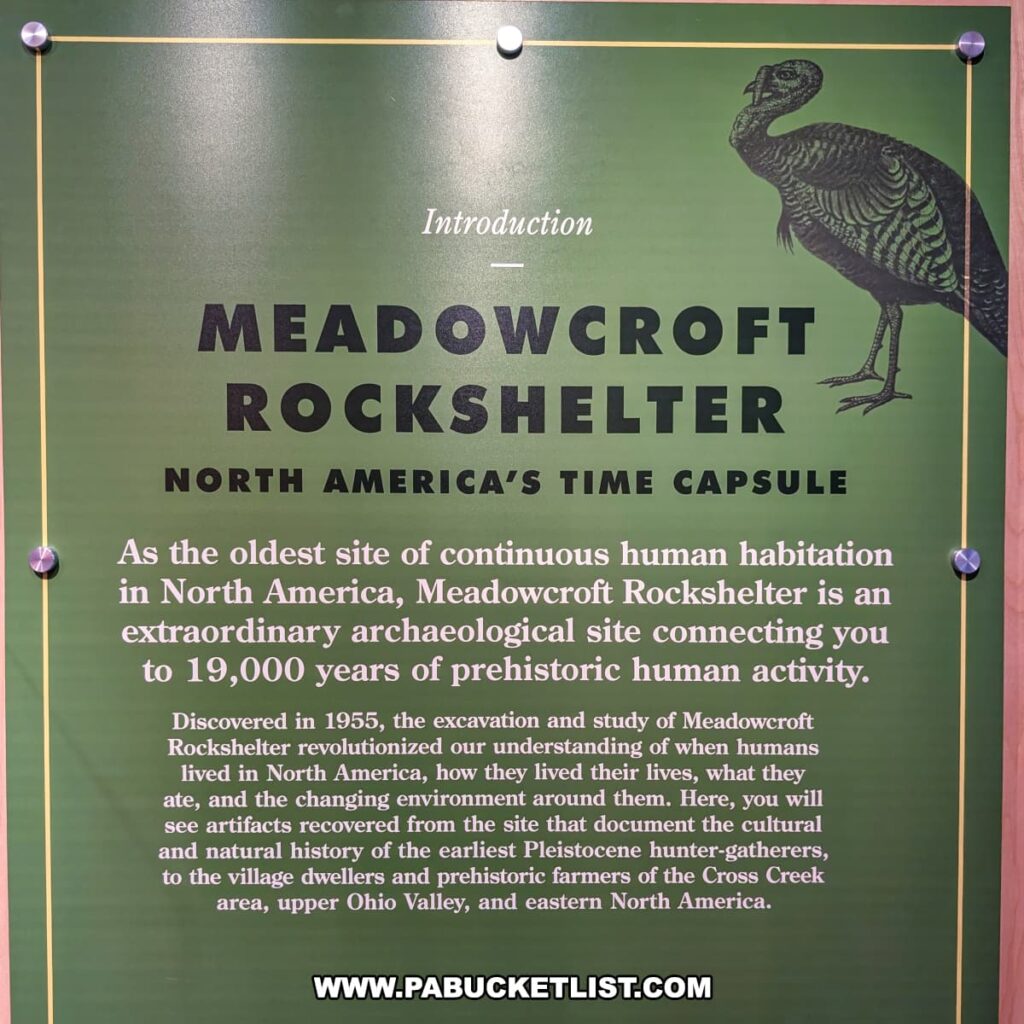 Introduction
MEADOWCROFT
ROCKSHELTER
NORTH AMERICA'S TIME CAPSULE
As the oldest site of continuous human habitation
in North America, Meadowcroft Rockshelter is an
extraordinary archaeological site connecting you
to 19,000 years of prehistoric human activity.
Discovered in 1955, the excavation and study of Meadowcroft
Rockshelter revolutionized our understanding of when humans
lived in North America, how they lived their lives, what they
ate, and the changing environment around them. Here, you will
see artifacts recovered from the site that document the cultural
and natural history of the earliest Pleistocene hunter-gatherers,
to the village dwellers and prehistoric farmers of the Cross Creek
area, upper Ohio Valley, and eastern North America.
WWW.PABUCKETLIST.COM